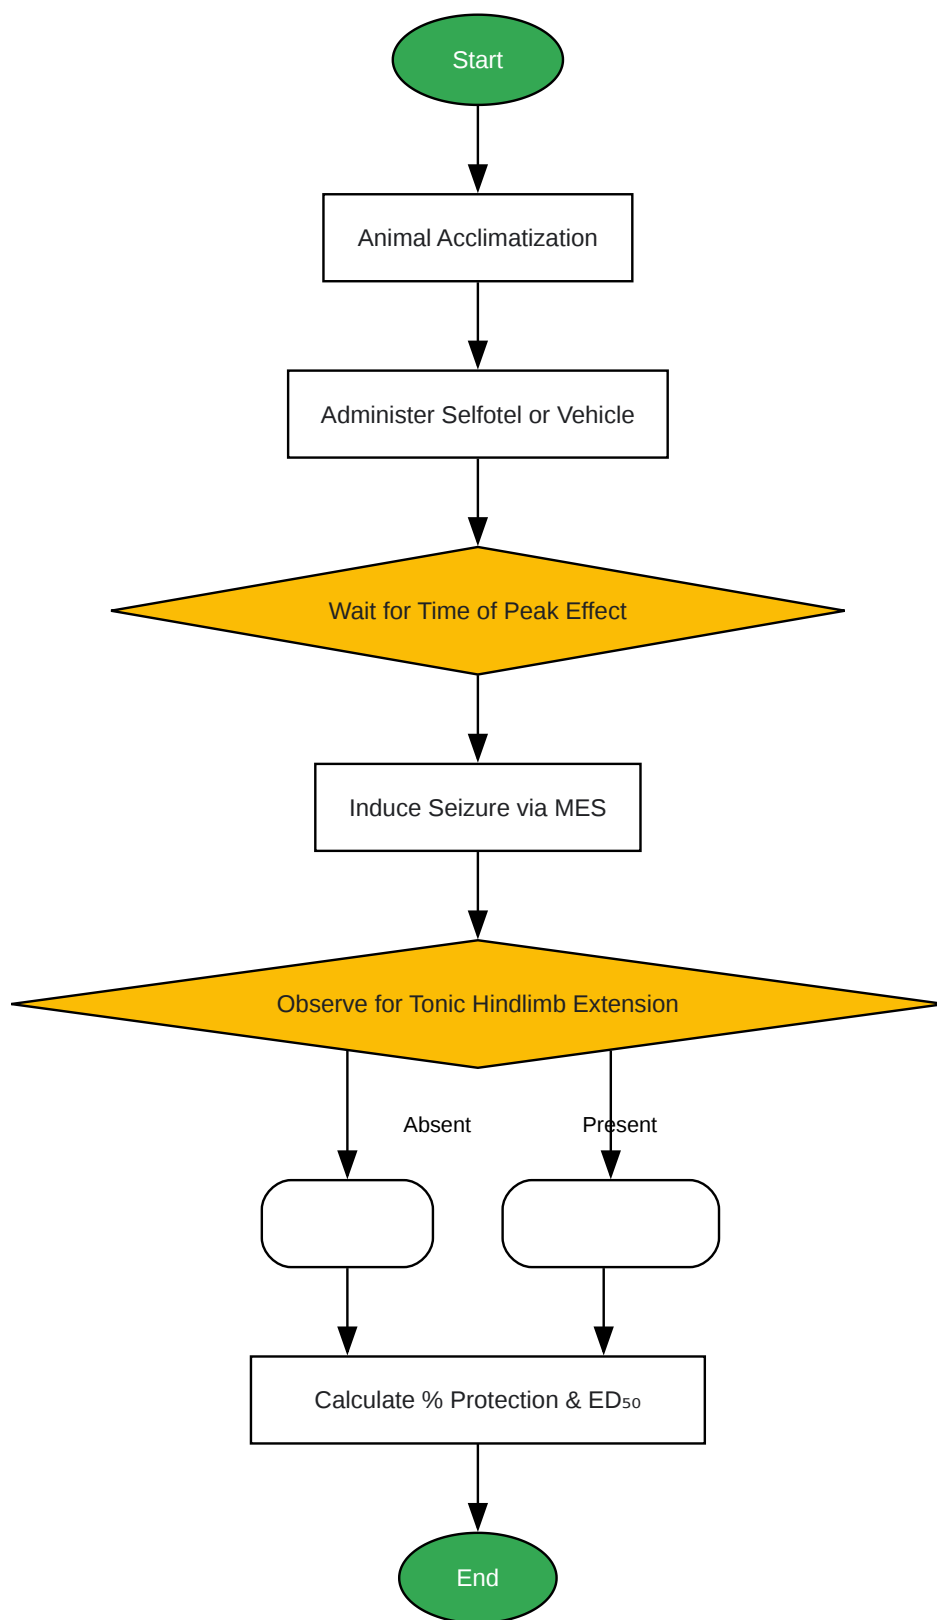 Start
Animal Acclimatization
Administer Selfotel or Vehicle
Wait for Time of Peak Effect
Induce Seizure via MES
Observe for Tonic Hindlimb Extension
Absent
Present
Calculate % Protection & ED₅₀
End